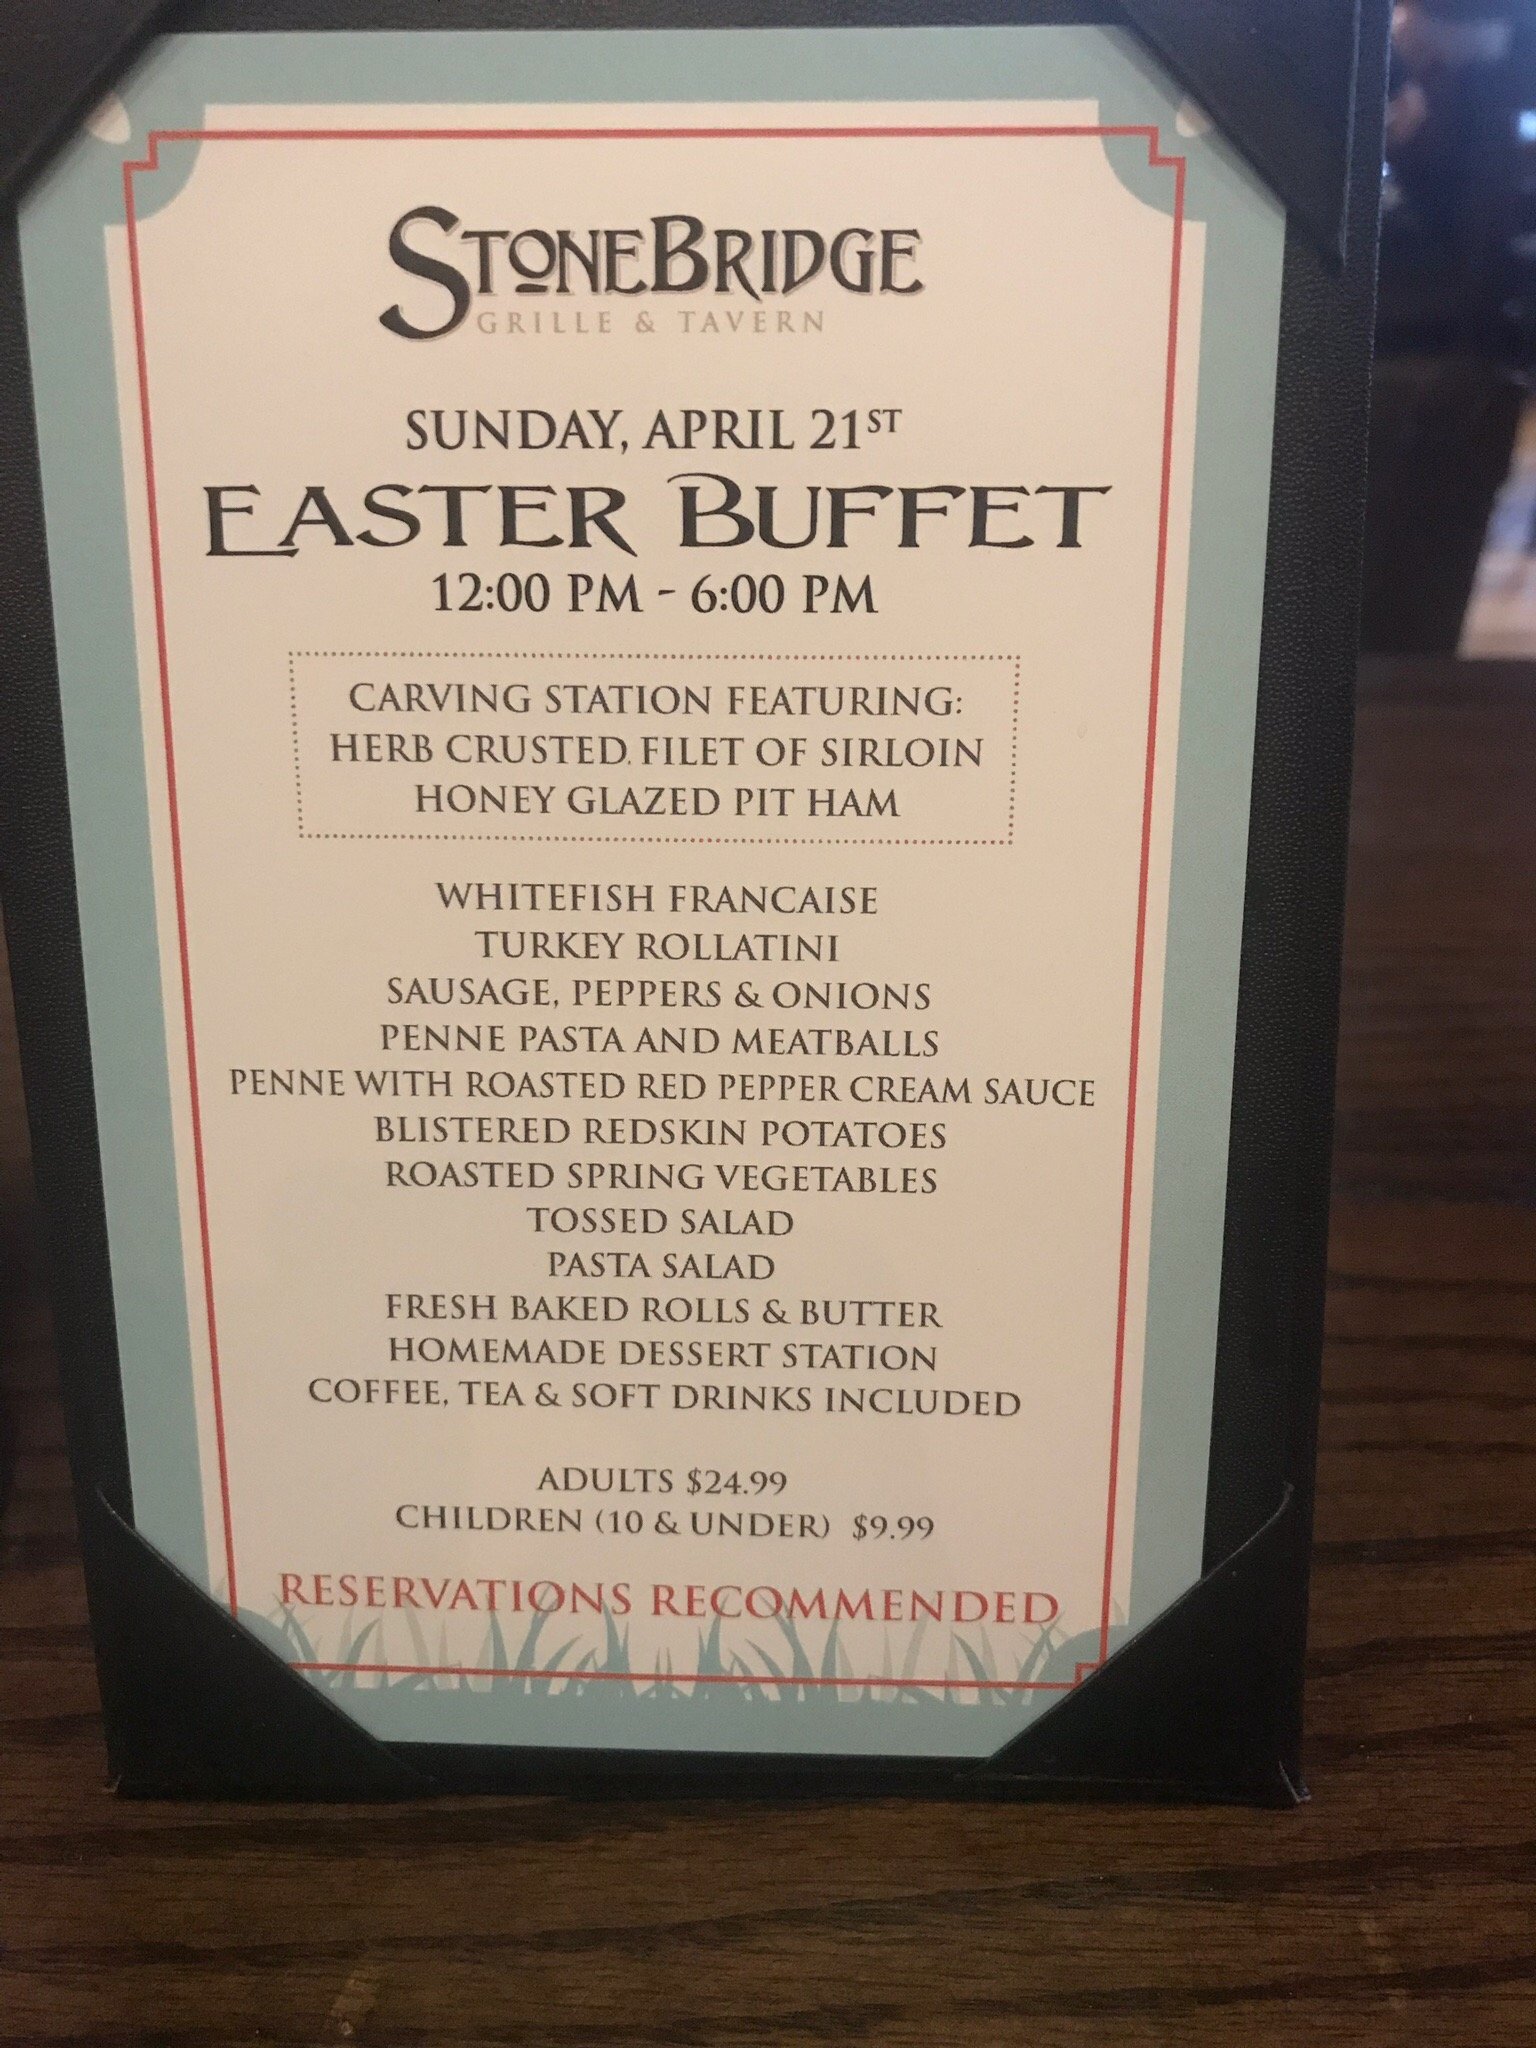 STONEBRIDGE
GRILLE & TAVERN
SUNDAY, APRIL 21ST
EASTER BUFFET
12:00 PM - 6:00 PM
CARVING STATION FEATURING:
HERB CRUSTED FILET OF SIRLOIN
HONEY GLAZED PIT HAM
WHITEFISH FRANCAISE
TURKEY ROLLATINI
SAUSAGE, PEPPERS & ONIONS
PENNE PASTA AND MEATBALLS
PENNE WITH ROASTED RED PEPPER CREAM SAUCE
BLISTERED REDSKIN POTATOES
ROASTED SPRING VEGETABLES
TOSSED SALAD
PASTA SALAD
FRESH BAKED ROLLS & BUTTER
HOMEMADE DESSERT STATION
COFFEE, TEA & SOFT DRINKS INCLUDED
ADULTS $24.99
CHILDREN (10 & UNDER) $9.99
RESERVATIONS RECOMMENDED